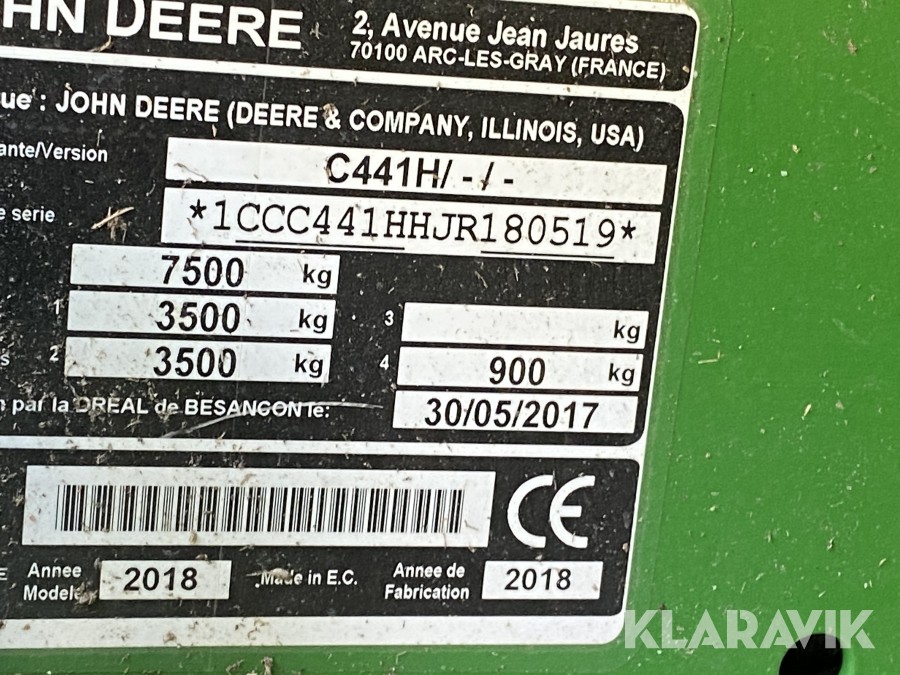 HN DEERE
2, Avenue Jean Jaures
70100 ARC-LES-GRAY (FRANCE)
ue : JOHN DEERE (DEERE & COMPANY, ILLINOIS, USA)
ante/Version C441H/ - / -
e série *1CCC441HHJR180519*
7500 kg
1 3500 kg 3 kg
s 2 3500 kg 4 900 kg
n par la DREAL de BESANCON le: 30/05/2017
CE
E Annee Modele 2018 Made in E.C. Annee de Fabrication 2018
KLARAVIK